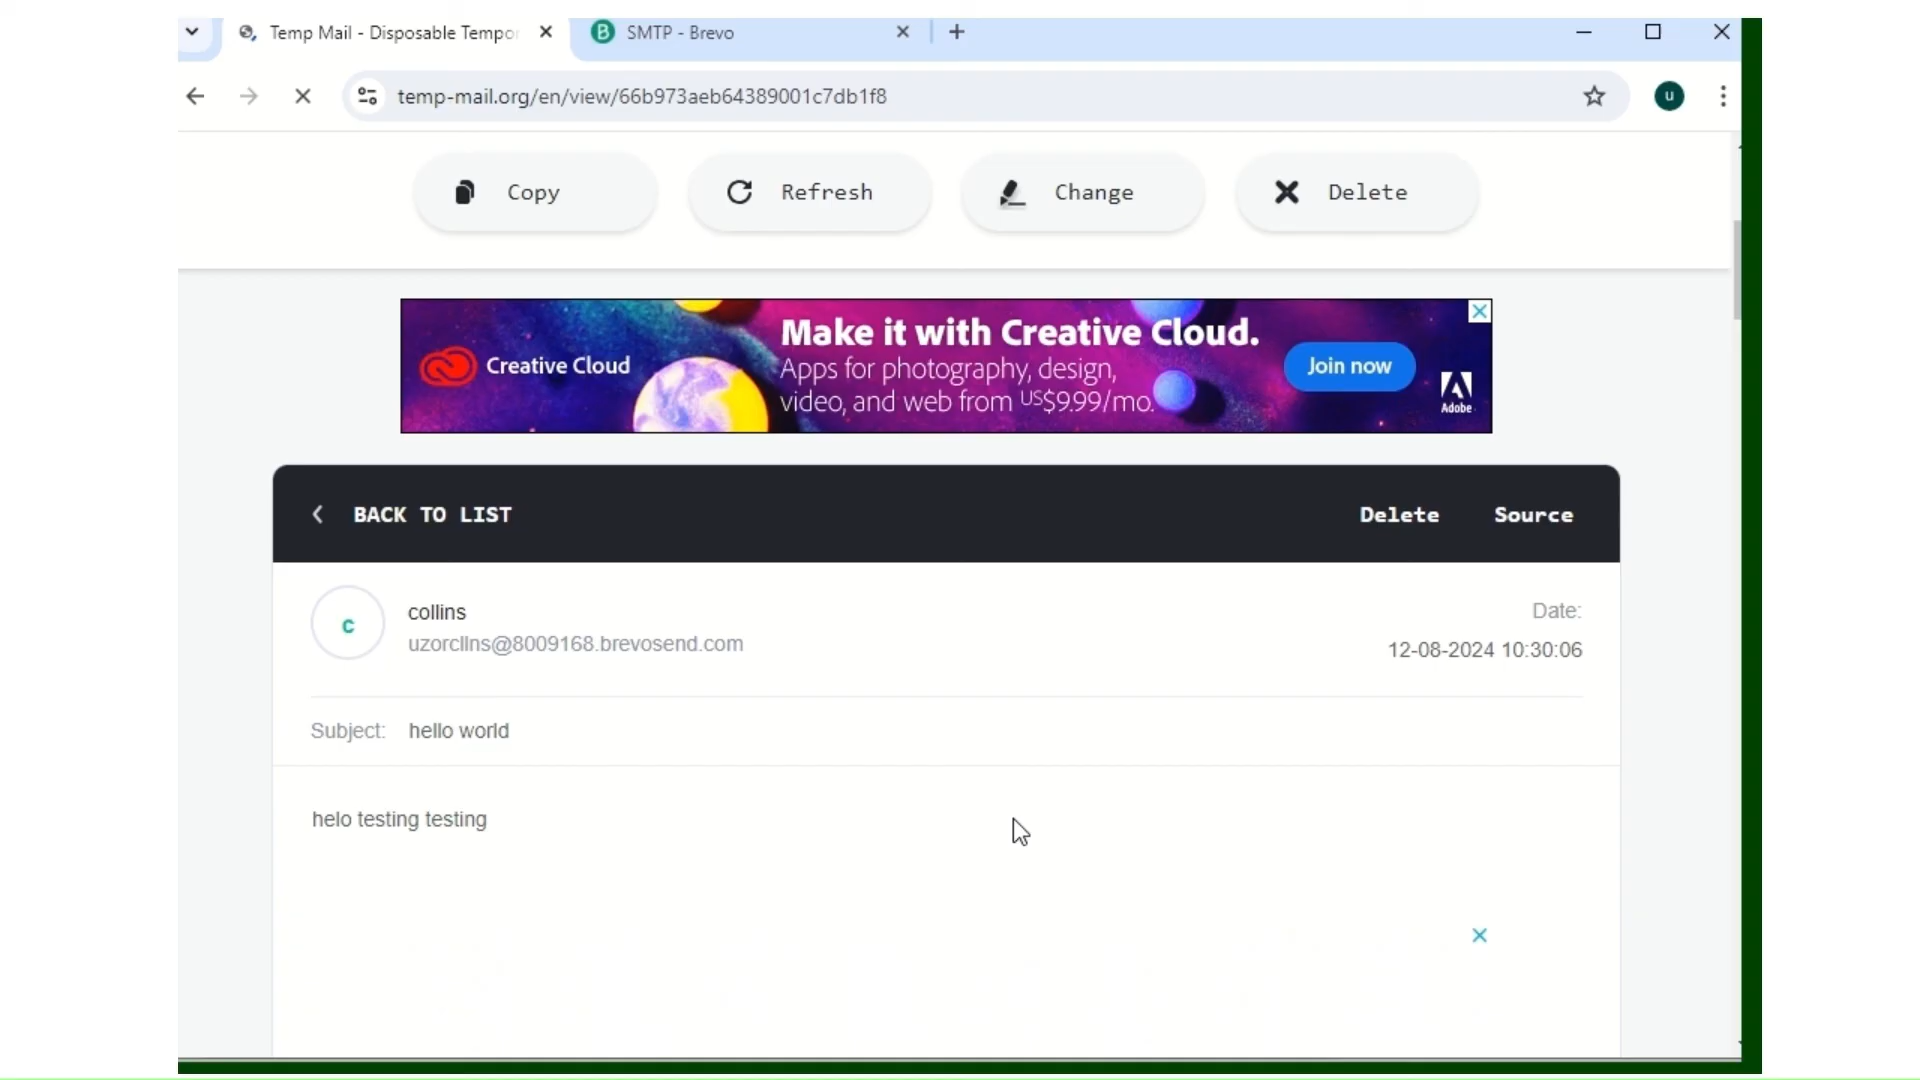 Temp Mail - Disposable Tempor
SMTP - Brevo
temp-mail.org/en/view/66b973aeb64389001c7db1f8
u
Copy
Refresh
Change
Delete
Creative Cloud
Make it with Creative Cloud.
Apps for photography, design,
video, and web from US$9.99/mo.
Join now
Adobe
BACK TO LIST
Delete
Source
c
collins
uzorcllns@8009168.brevosend.com
Date:
12-08-2024 10:30:06
Subject: hello world
helo testing testing